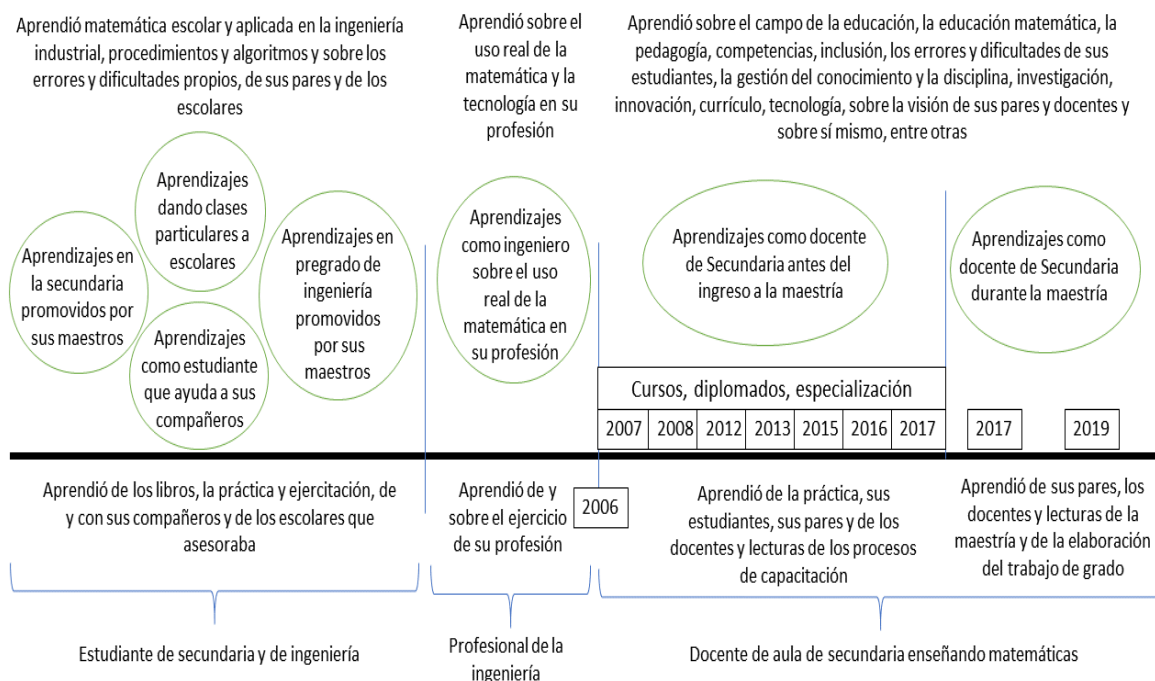 Aprendió matemática escolar y aplicada en la ingeniería
industrial, procedimientos y algoritmos y sobre los
errores y dificultades propios, de sus pares y de los
escolares
Aprendió sobre el
uso real de la
matemática y la
tecnología en su
profesión
Aprendió sobre el campo de la educación, la educación matemática, la
pedagogía, competencias, inclusión, los errores y dificultades de sus
estudiantes, la gestión del conocimiento y la disciplina, investigación,
innovación, currículo, tecnología, sobre la visión de sus pares y docentes y
sobre sí mismo, entre otras
Aprendizajes en
la secundaria
promovidos por
sus maestros
Aprendizajes
dando clases
particulares a
escolares
Aprendizajes
como estudiante
que ayuda a sus
compañeros
Aprendizajes en
pregrado de
ingeniería
promovidos
por sus
maestros
Aprendizajes
como ingeniero
sobre el uso
real de la
matemática en
su profesión
Aprendizajes como docente
de Secundaria antes del
ingreso a la maestría
Aprendizajes como
docente de Secundaria
durante la maestría
Cursos, diplomados, especialización
2007 2008 2012 2013 2015 2016 2017
2017 2019
Aprendió de los libros, la práctica y ejercitación, de
y con sus compañeros y de los escolares que
asesoraba
Aprendió de y
sobre el ejercicio
de su profesión
2006
Aprendió de la práctica, sus
estudiantes, sus pares y de los
docentes y lecturas de los procesos
de capacitación
Aprendió de sus pares, los
docentes y lecturas de la
maestría y de la elaboración
del trabajo de grado
Estudiante de secundaria y de ingeniería
Profesional de la
ingeniería
Docente de aula de secundaria enseñando matemáticas